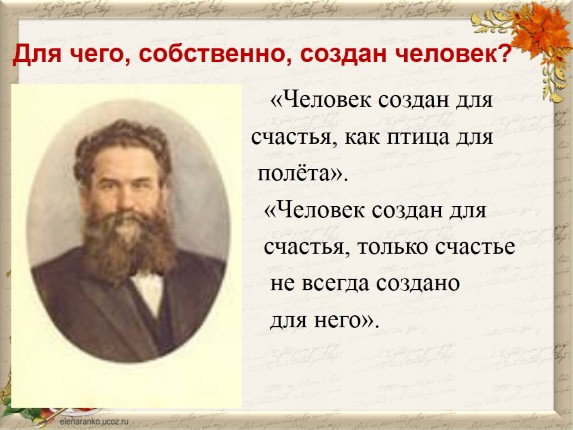 Для чего, собственно, создан человек?
«Человек создан для
счастья, как птица для
полёта».
«Человек создан для
счастья, только счастье
не всегда создано
для него».
elenaranko.ucoz.ru